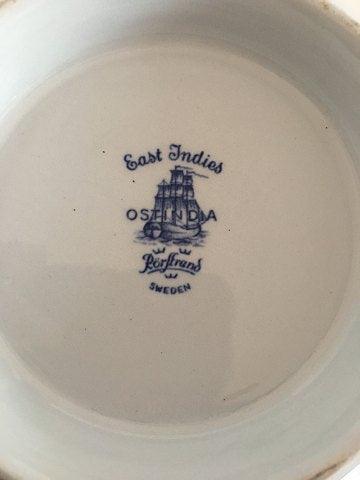 East Indies
OSTINDIA
Rörstrand
SWEDEN